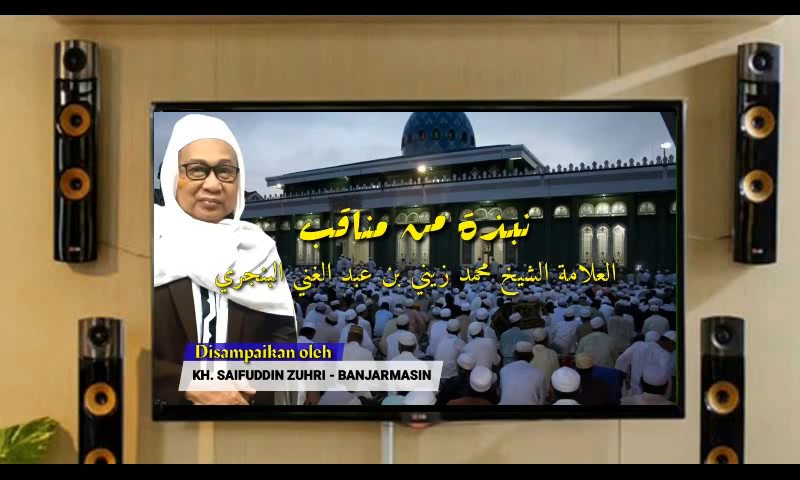 نبذة من مناقب
العلامة الشيخ محمد زيني بن عبد الغني البنجري
Disampaikan oleh
KH. SAIFUDDIN ZUHRI - BANJARMASIN